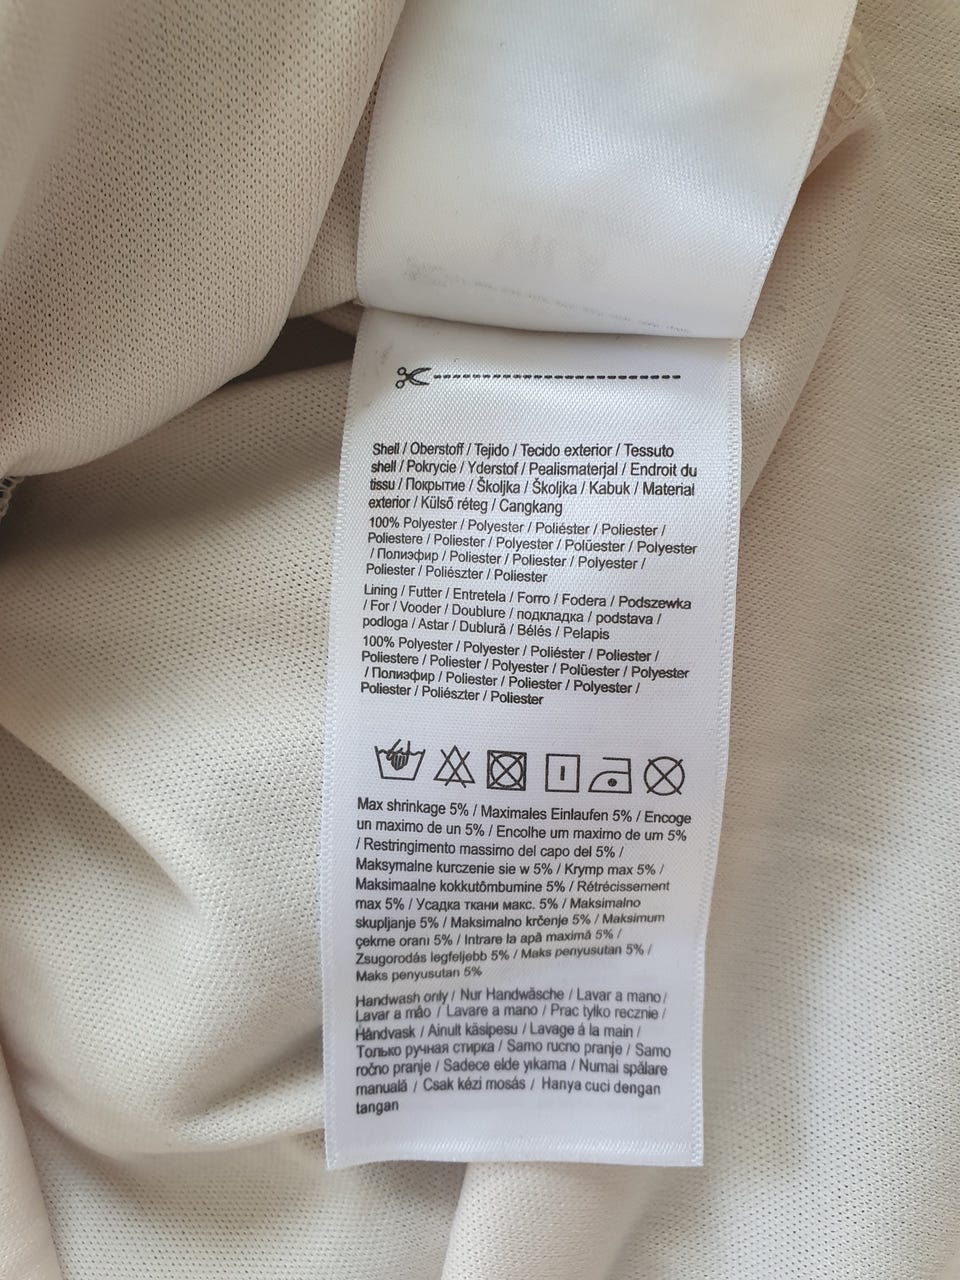 Shell / Oberstoff / Tejido / Tecido exterior / Tessuto
shell / Pokrycie / Yderstof / Pealismaterjal / Endroit du
tissu / Покрытие / Školjka / Školjka / Kabuk / Material
exterior / Külső réteg / Cangkang
100% Polyester / Polyester / Poliéster / Poliester /
Poliestere / Poliester / Polyester / Polüester / Polyester
/ Полиэфир / Poliester / Poliester / Polyester /
Poliester / Poliészter / Poliester
Lining / Futter / Entretela / Forro / Fodera / Podszewka
/ For / Vooder / Doublure / подкладка / podstava /
podloga / Astar / Dublură / Bélés / Pelapis
100% Polyester / Polyester / Poliéster / Poliester /
Poliestere / Poliester / Polyester / Polüester / Polyester
/ Полиэфир / Poliester / Poliester / Polyester /
Poliester / Poliészter / Poliester
Max shrinkage 5% / Maximales Einlaufen 5% / Encoge
un maximo de un 5% / Encolhe um maximo de um 5%
/ Restringimento massimo del capo del 5% /
Maksymalne kurczenie sie w 5% / Krymp max 5% /
Maksimaalne kokkutõmbumine 5% / Rétrécissement
max 5% / Усадка ткани макс. 5% / Maksimalno
skupljanje 5% / Maksimalno krčenje 5% / Maksimum
çekme oranı 5% / Intrare la apă maximă 5% /
Zsugorodás legfeljebb 5% / Maks penyusutan 5% /
Maks penyusutan 5%
Handwash only / Nur Handwäsche / Lavar a mano /
Lavar a mão / Lavare a mano / Prac tylko recznie /
Håndvask / Ainult käsipesu / Lavage á la main /
Только ручная стирка / Samo rucno pranje / Samo
ročno pranje / Sadece elde yıkama / Numai spălare
manuală / Csak kézi mosás / Hanya cuci dengan
tangan